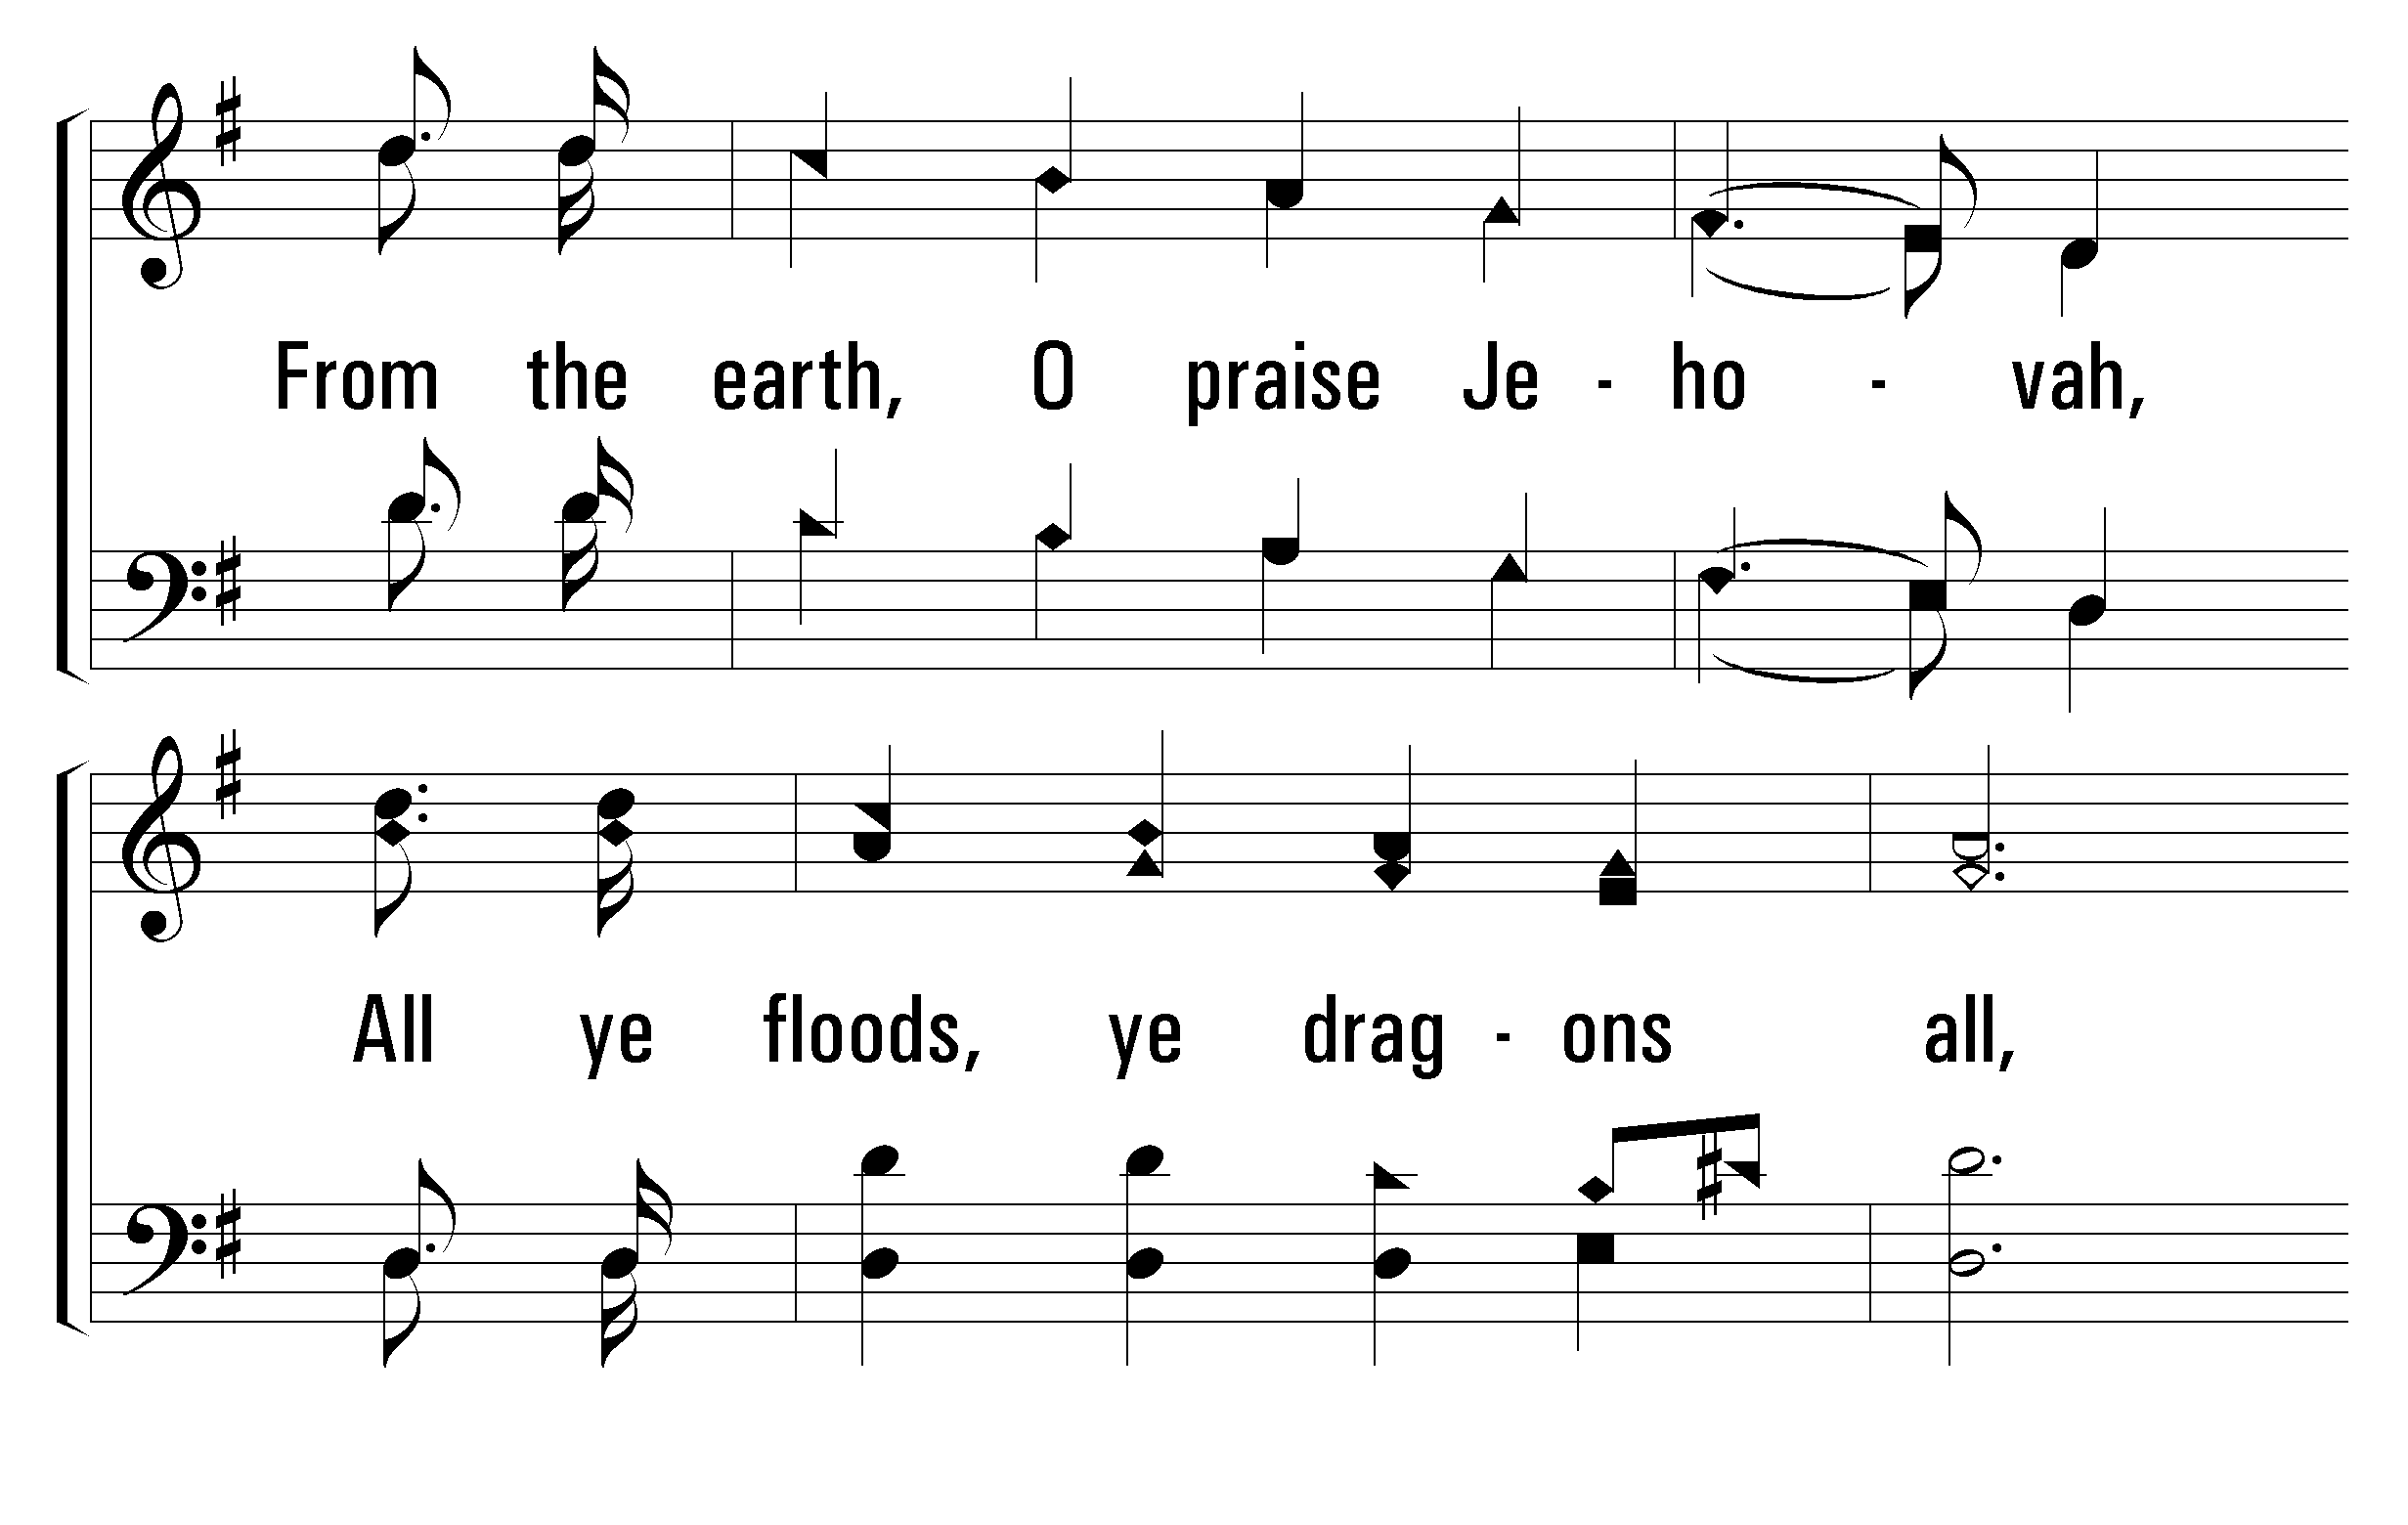 From the earth, O praise Je - ho - vah,
All ye floods, ye drag - ons all,